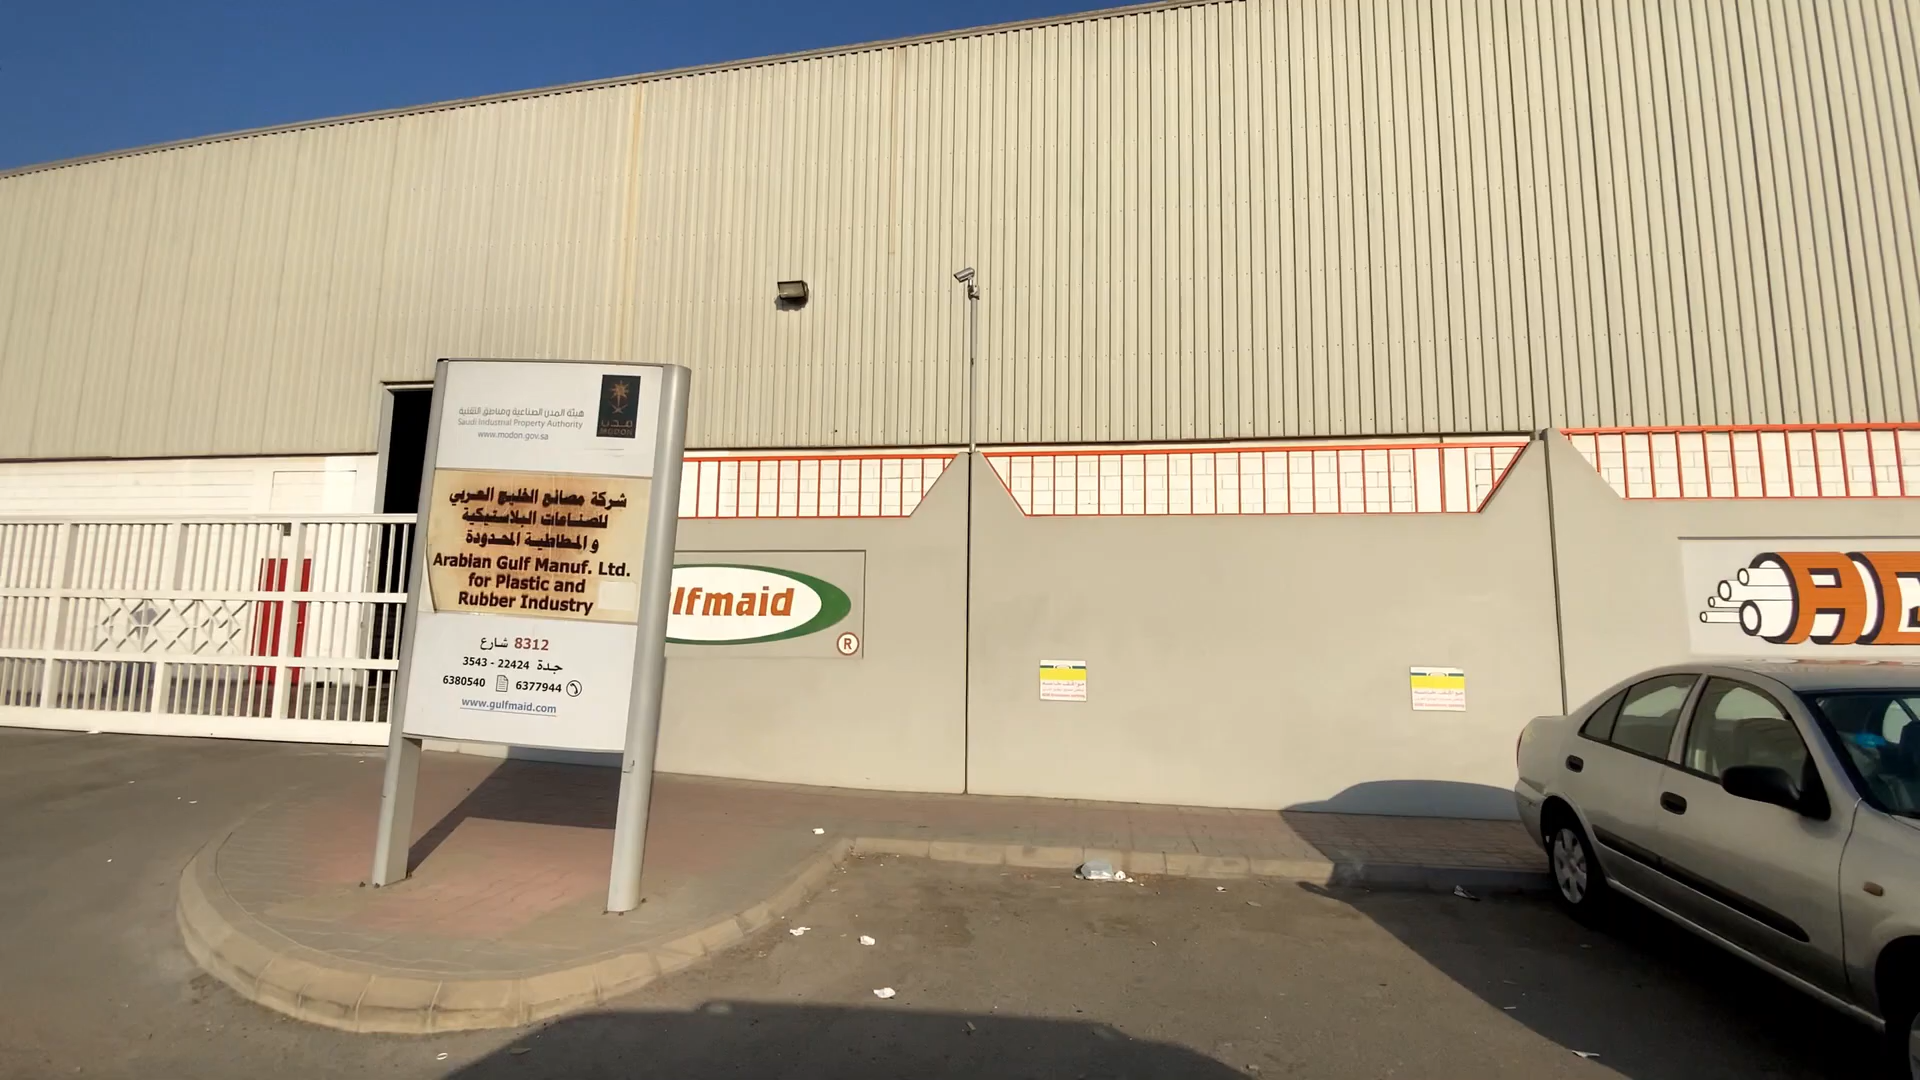 هيئة المدن الصناعية ومناطق التقنية
Saudi Industrial Property Authority
www.modon.gov.sa
مدن
MODON
شركة مصانع الخليج العربي
للصناعات البلاستيكية
و المطاطية المحدودة
Arabian Gulf Manuf. Ltd.
for Plastic and
Rubber Industry
شارع 8312
جدة 22424 - 3543
6380540 6377944
www.gulfmaid.com
lfmaid
R